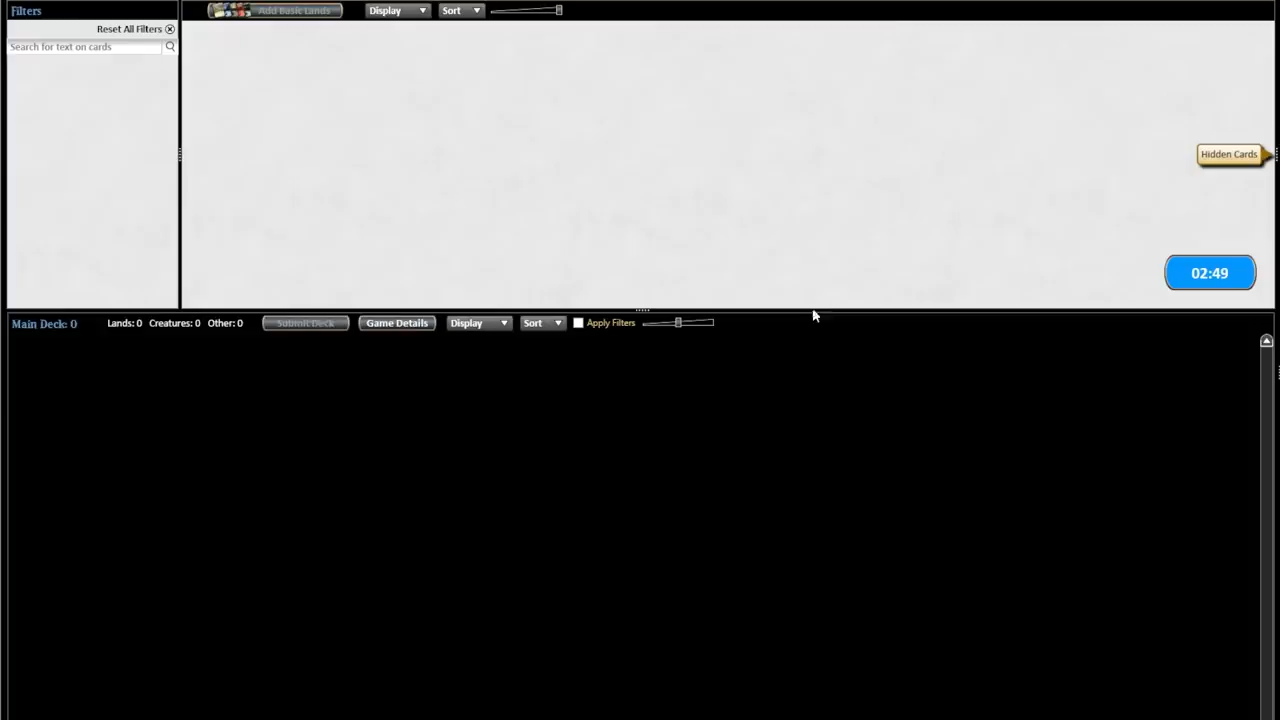 Filters
Add Basic Lands
Display
Sort
Reset All Filters
Search for text on cards
Hidden Cards
02:49
Main Deck: 0
Lands: 0 Creatures: 0 Other: 0
Submit Deck
Game Details
Display
Sort
Apply Filters